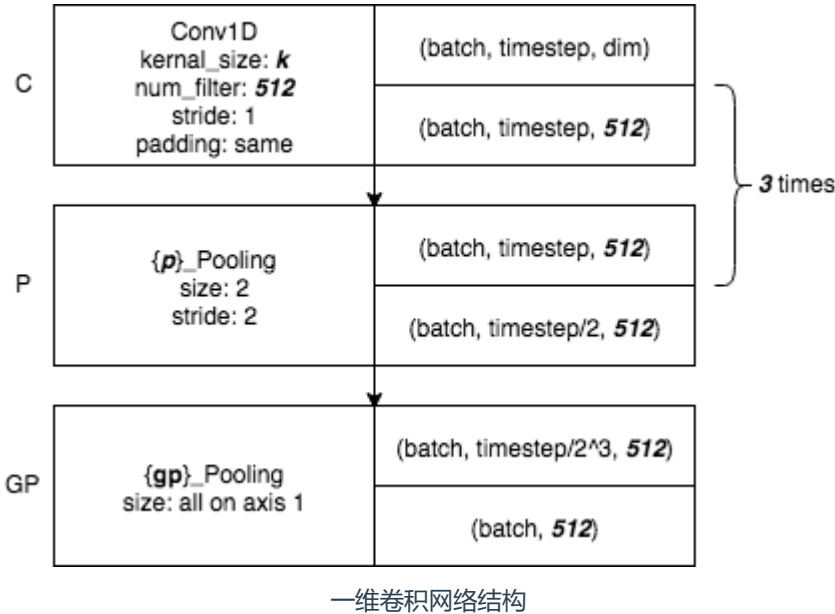 C
Conv1D
kernal_size: k
num_filter: 512
stride: 1
padding: same
(batch, timestep, dim)
(batch, timestep, 512)
3 times
P
{p}_Pooling
size: 2
stride: 2
(batch, timestep, 512)
(batch, timestep/2, 512)
GP
{gp}_Pooling
size: all on axis 1
(batch, timestep/2^3, 512)
(batch, 512)
一维卷积网络结构